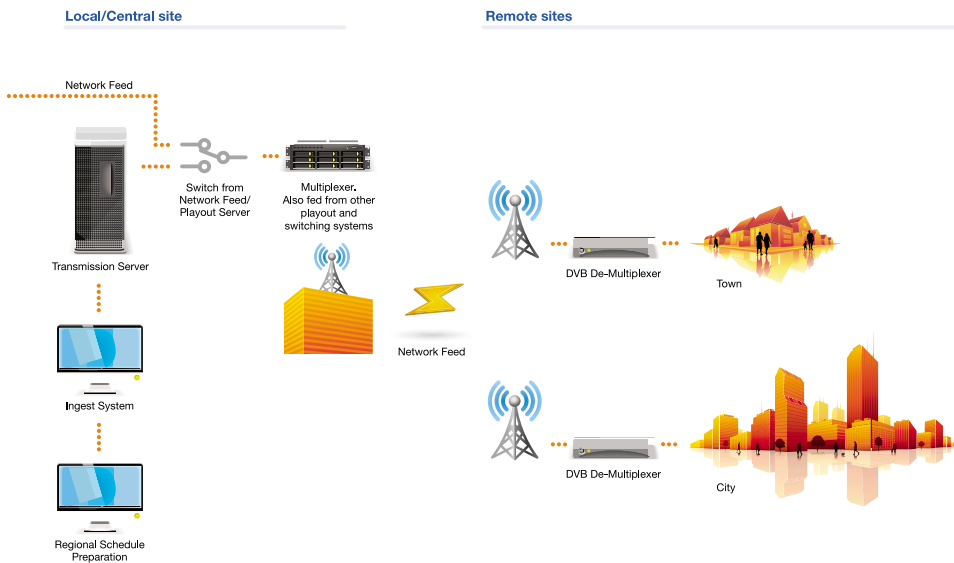 Local/Central site
Remote sites
Network Feed
Switch from
Network Feed/
Playout Server
Multiplexer.
Also fed from other
playout and
switching systems
Transmission Server
Ingest System
Regional Schedule
Preparation
Network Feed
DVB De-Multiplexer
Town
DVB De-Multiplexer
City